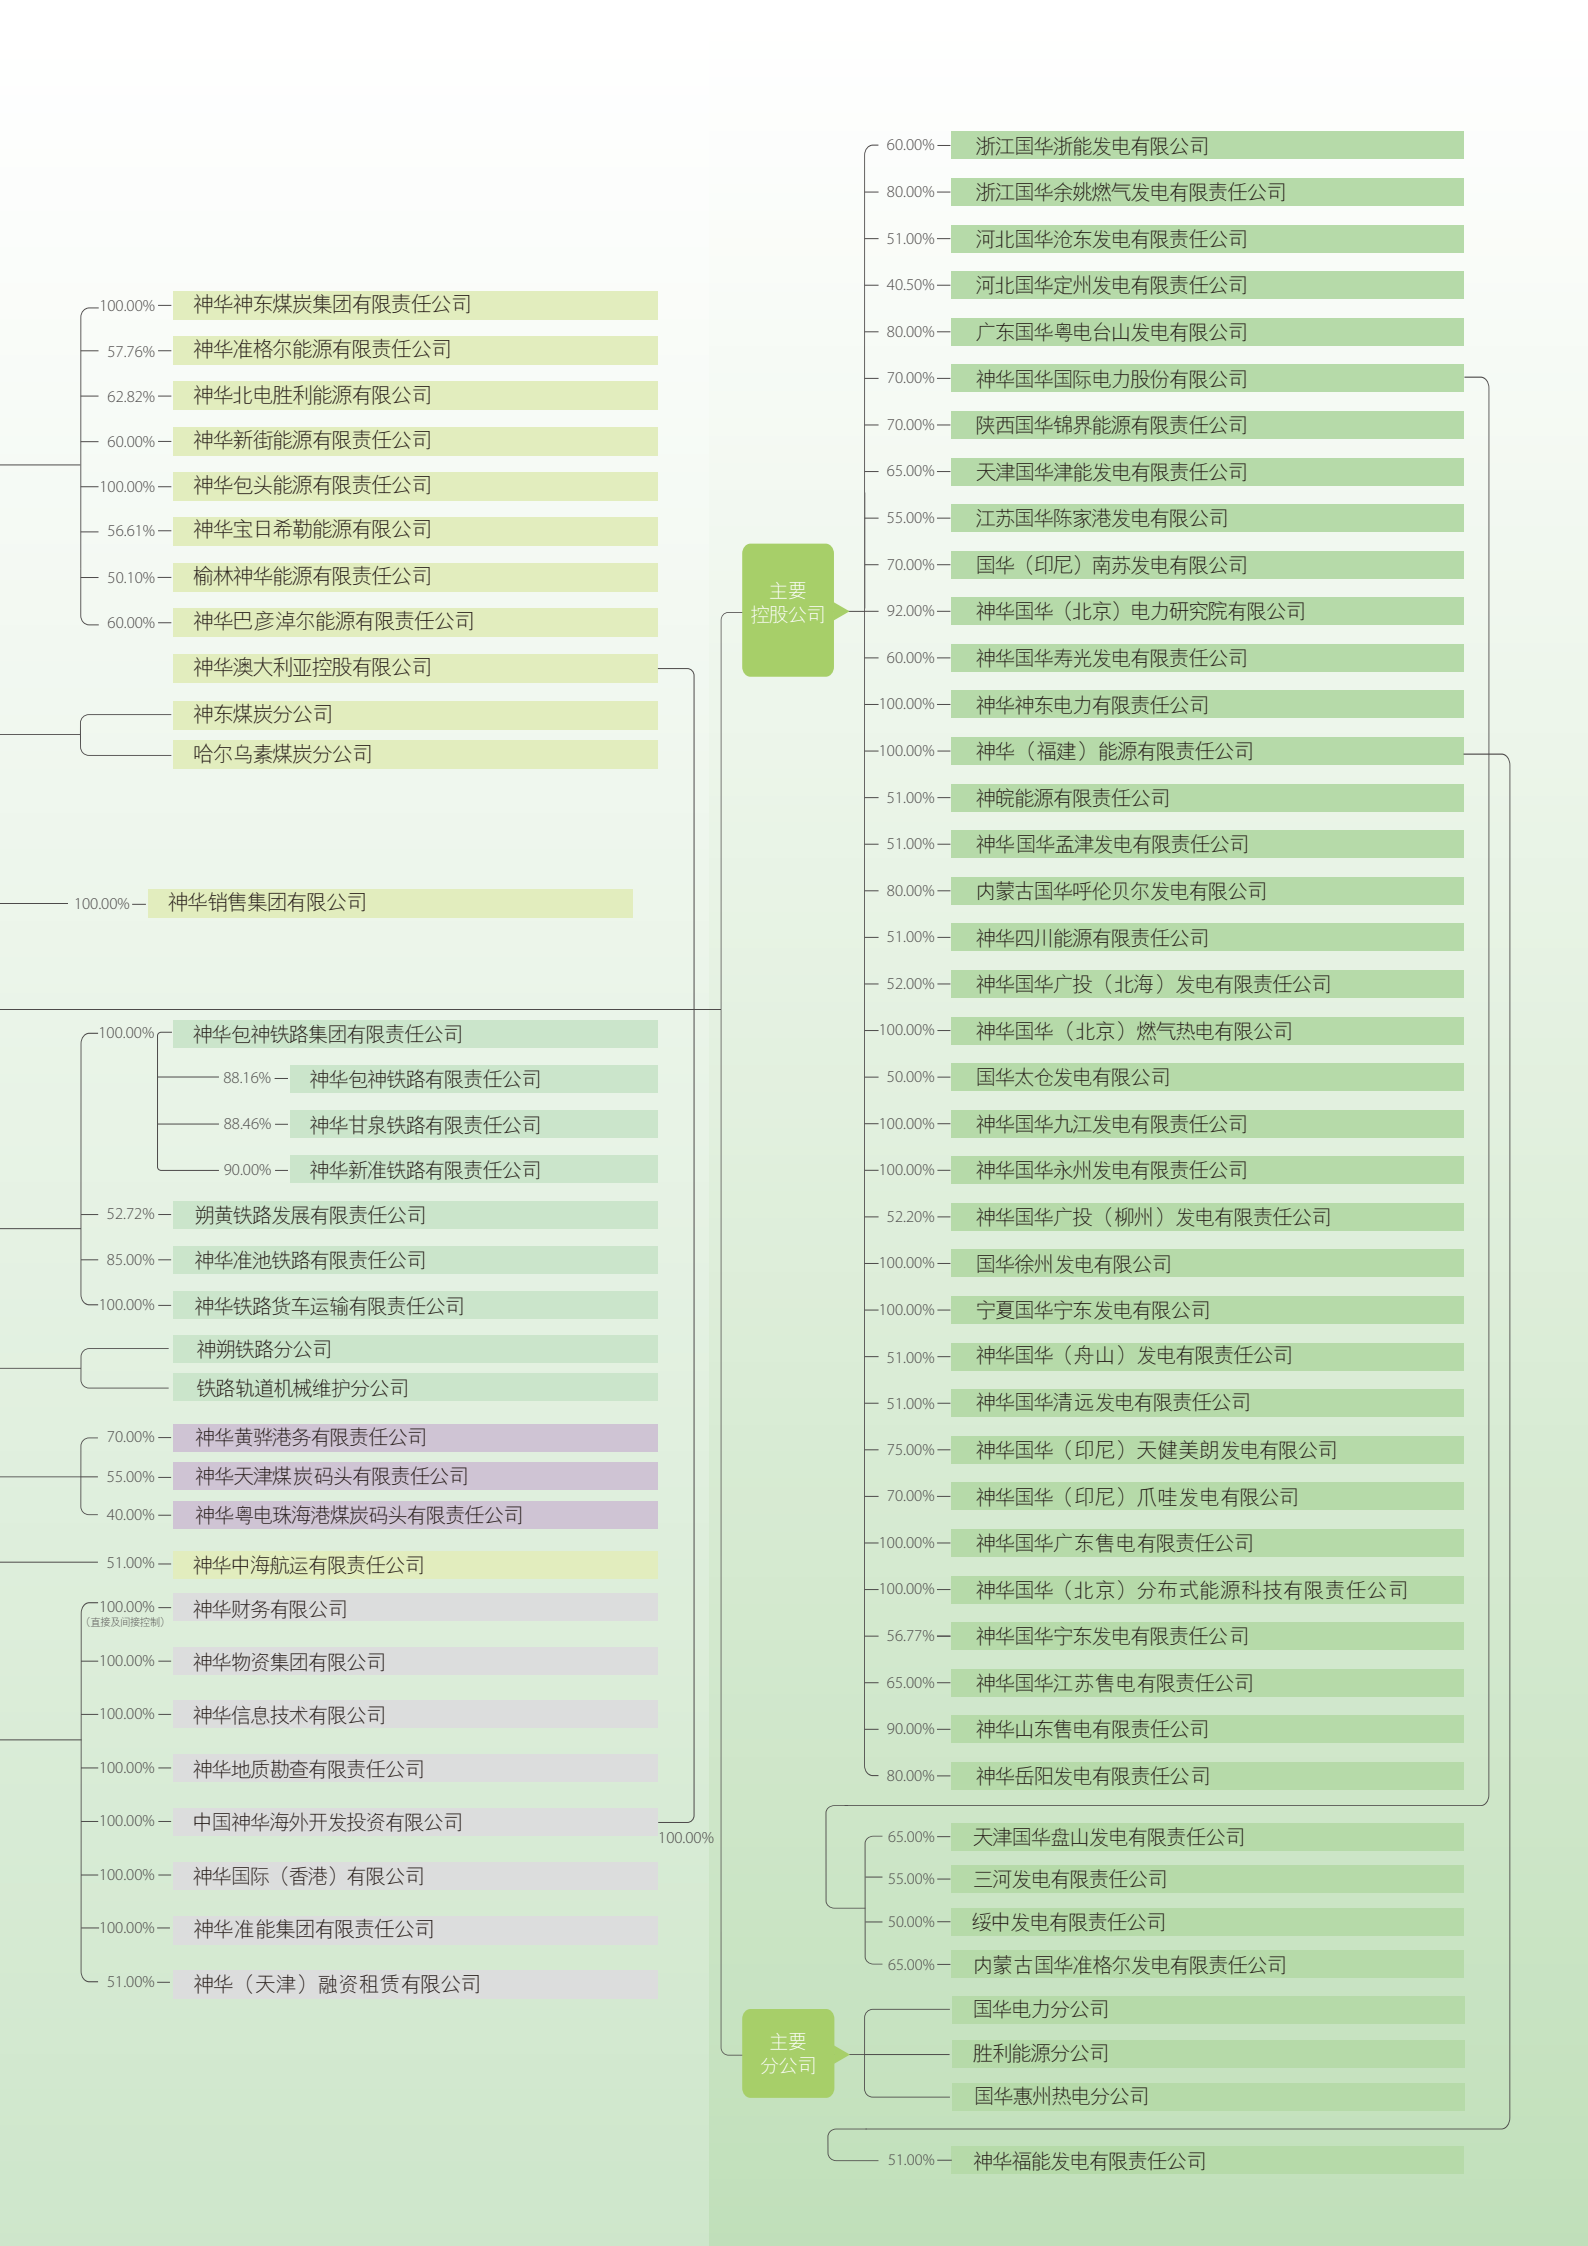 100.00% 神华神东煤炭集团有限责任公司
57.76% 神华准格尔能源有限责任公司
62.82% 神华北电胜利能源有限公司
60.00% 神华新街能源有限责任公司
100.00% 神华包头能源有限责任公司
56.61% 神华宝日希勒能源有限公司
50.10% 榆林神华能源有限责任公司
60.00% 神华巴彦淖尔能源有限责任公司
神华澳大利亚控股有限公司
神东煤炭分公司
哈尔乌素煤炭分公司
100.00% 神华销售集团有限公司
100.00% 神华包神铁路集团有限责任公司
88.16% 神华包神铁路有限责任公司
88.46% 神华甘泉铁路有限责任公司
90.00% 神华新准铁路有限责任公司
52.72% 朔黄铁路发展有限责任公司
85.00% 神华准池铁路有限责任公司
100.00% 神华铁路货车运输有限责任公司
神朔铁路分公司
铁路轨道机械维护分公司
70.00% 神华黄骅港务有限责任公司
55.00% 神华天津煤炭码头有限责任公司
40.00% 神华粤电珠海港煤炭码头有限责任公司
51.00% 神华中海航运有限责任公司
100.00% 神华财务有限公司
（直接及间接控制）
100.00% 神华物资集团有限公司
100.00% 神华信息技术有限公司
100.00% 神华地质勘查有限责任公司
100.00% 中国神华海外开发投资有限公司
100.00%
100.00% 神华国际（香港）有限公司
100.00% 神华准能集团有限责任公司
51.00% 神华（天津）融资租赁有限公司
主要
控股公司
60.00% 浙江国华浙能发电有限公司
80.00% 浙江国华余姚燃气发电有限责任公司
51.00% 河北国华沧东发电有限责任公司
40.50% 河北国华定州发电有限责任公司
80.00% 广东国华粤电台山发电有限公司
70.00% 神华国华国际电力股份有限公司
70.00% 陕西国华锦界能源有限责任公司
65.00% 天津国华津能发电有限责任公司
55.00% 江苏国华陈家港发电有限公司
70.00% 国华（印尼）南苏发电有限公司
92.00% 神华国华（北京）电力研究院有限公司
60.00% 神华国华寿光发电有限责任公司
100.00% 神华神东电力有限责任公司
100.00% 神华（福建）能源有限责任公司
51.00% 神皖能源有限责任公司
51.00% 神华国华孟津发电有限责任公司
80.00% 内蒙古国华呼伦贝尔发电有限公司
51.00% 神华四川能源有限责任公司
52.00% 神华国华广投（北海）发电有限责任公司
100.00% 神华国华（北京）燃气热电有限公司
50.00% 国华太仓发电有限公司
100.00% 神华国华九江发电有限责任公司
100.00% 神华国华永州发电有限责任公司
52.20% 神华国华广投（柳州）发电有限责任公司
100.00% 国华徐州发电有限公司
100.00% 宁夏国华宁东发电有限公司
51.00% 神华国华（舟山）发电有限责任公司
51.00% 神华国华清远发电有限责任公司
75.00% 神华国华（印尼）天健美朗发电有限公司
70.00% 神华国华（印尼）爪哇发电有限公司
100.00% 神华国华广东售电有限责任公司
100.00% 神华国华（北京）分布式能源科技有限责任公司
56.77% 神华国华宁东发电有限责任公司
65.00% 神华国华江苏售电有限责任公司
90.00% 神华山东售电有限责任公司
80.00% 神华岳阳发电有限责任公司
65.00% 天津国华盘山发电有限责任公司
55.00% 三河发电有限责任公司
50.00% 绥中发电有限责任公司
65.00% 内蒙古国华准格尔发电有限责任公司
主要
分公司
国华电力分公司
胜利能源分公司
国华惠州热电分公司
51.00% 神华福能发电有限责任公司